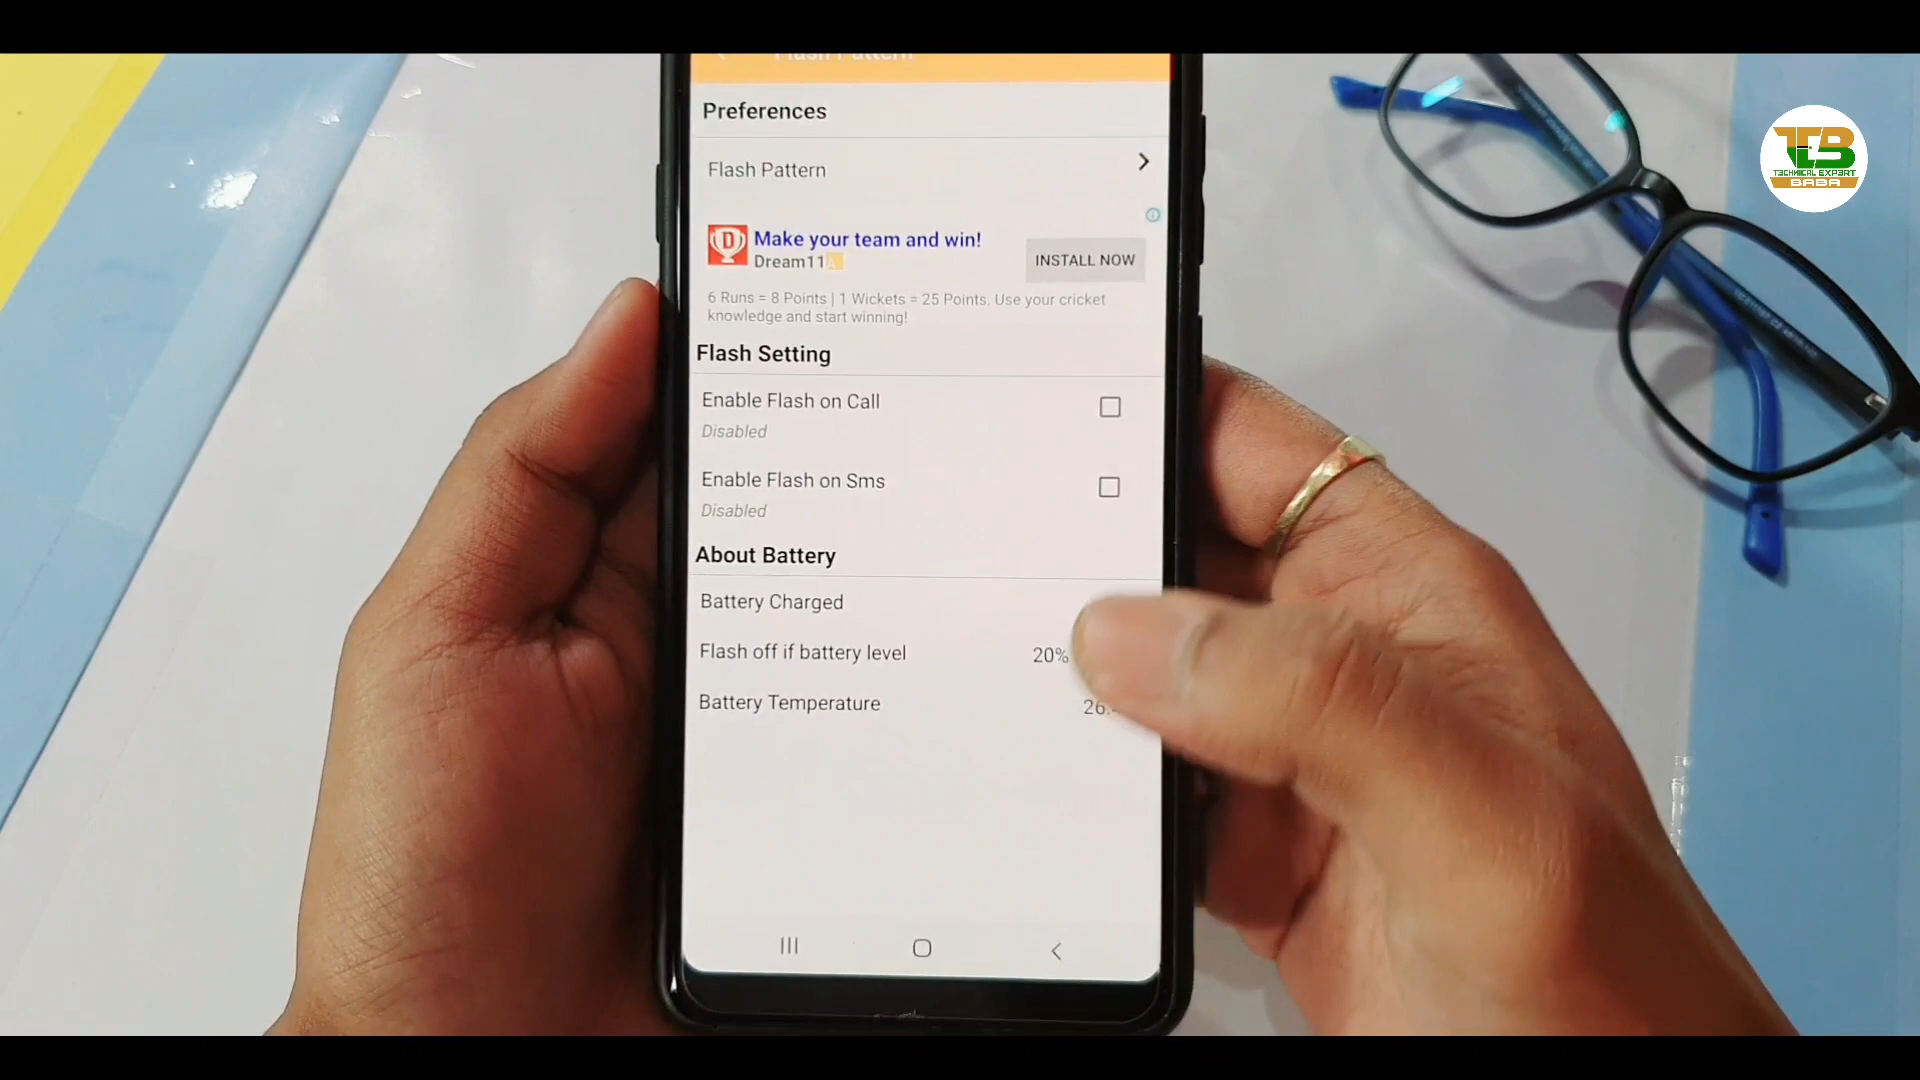 Flash Pattern
Preferences
Flash Pattern
Make your team and win!
Dream11
INSTALL NOW
6 Runs = 8 Points | 1 Wickets = 25 Points. Use your cricket
knowledge and start winning!
Flash Setting
Enable Flash on Call
Disabled
Enable Flash on Sms
Disabled
About Battery
Battery Charged
Flash off if battery level 20%
Battery Temperature 26.
TEB
TECHNICAL EXPERT
BABA